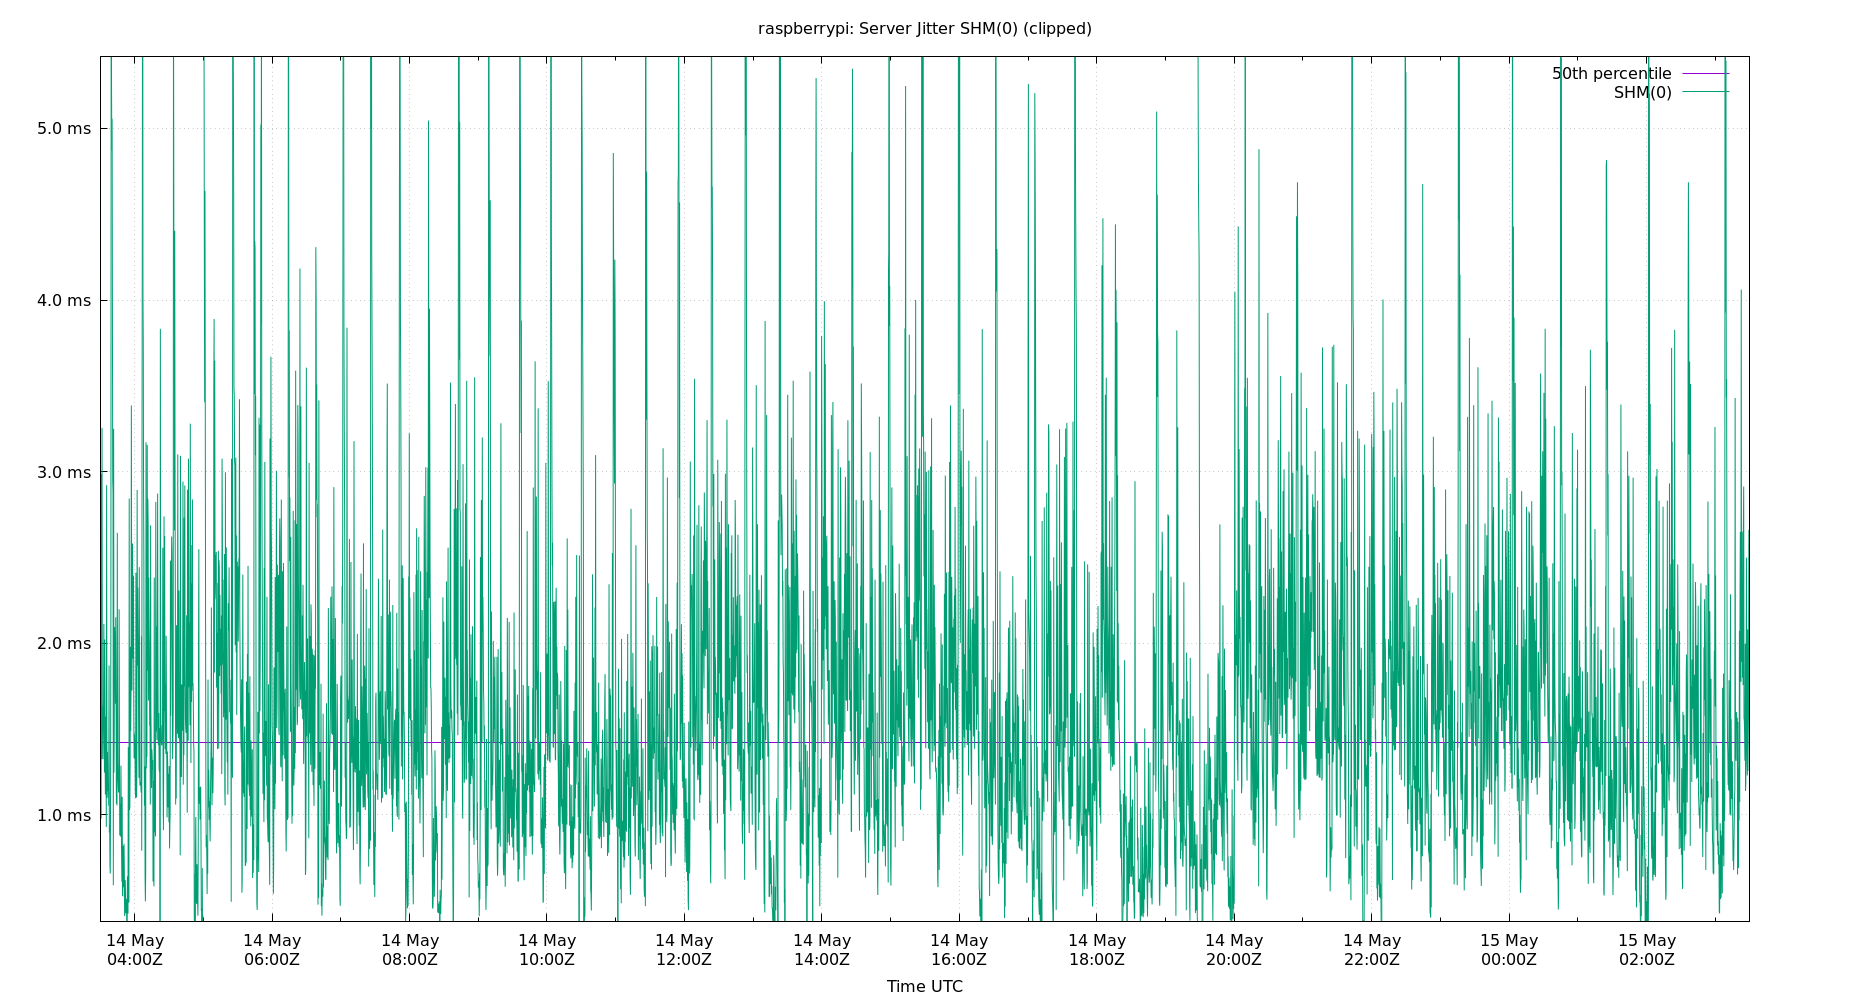 raspberrypi: Server Jitter SHM(0) (clipped)
50th percentile
SHM(0)
5.0 ms
4.0 ms
3.0 ms
2.0 ms
1.0 ms
14 May 14 May 14 May 14 May 14 May 14 May 14 May 14 May 14 May 14 May 15 May 15 May
04:00Z 06:00Z 08:00Z 10:00Z 12:00Z 14:00Z 16:00Z 18:00Z 20:00Z 22:00Z 00:00Z 02:00Z
Time UTC